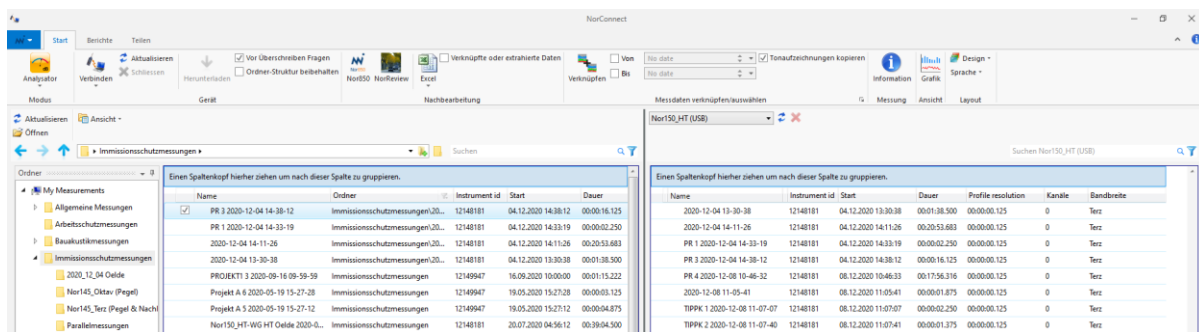 NorConnect
Start Berichte Teilen
Analysator
Verbinden
Aktualisieren
Schliessen
Herunterladen
Vor Überschreiben Fragen
Ordner-Struktur beibehalten
Nor850 NorReview Excel
Verknüpfte oder extrahierte Daten
Verknüpfen
Von No date
Bis No date
Tonaufzeichnungen kopieren
Information Grafik
Design
Sprache
Modus Gerät Nachbearbeitung Messdaten verknüpfen/auswählen Messung Ansicht Layout
Aktualisieren Ansicht
Öffnen
Immissionsschutzmessungen Suchen
Ordner
My Measurements
Allgemeine Messungen
Arbeitsschutzmessungen
Bauakustikmessungen
Immissionsschutzmessungen
2020_12_04 Oelde
Nor145_Oktav (Pegel)
Nor145_Terz (Pegel & Nachl
Parallelmessungen
Einen Spaltenkopf hierher ziehen um nach dieser Spalte zu gruppieren.
Name Ordner Instrument id Start Dauer
PR 3 2020-12-04 14-38-12 Immissionsschutzmessungen\20... 12148181 04.12.2020 14:38:12 00:00:16.125
PR 1 2020-12-04 14-33-19 Immissionsschutzmessungen\20... 12148181 04.12.2020 14:33:19 00:00:02.250
2020-12-04 14-11-26 Immissionsschutzmessungen\20... 12148181 04.12.2020 14:11:26 00:20:53.683
2020-12-04 13-30-38 Immissionsschutzmessungen\20... 12148181 04.12.2020 13:30:38 00:01:38.500
PROJEKTI 3 2020-09-16 09-59-59 Immissionsschutzmessungen 12149947 16.09.2020 10:00:00 00:01:15.222
Projekt A 6 2020-05-19 15-27-28 Immissionsschutzmessungen 12149947 19.05.2020 15:27:28 00:00:03.125
Projekt A 5 2020-05-19 15-27-12 Immissionsschutzmessungen 12149947 19.05.2020 15:27:12 00:00:04.875
Nor150_HT-WG HT Oelde 2020-0... Immissionsschutzmessungen 12148181 20.07.2020 04:56:12 00:39:04.500
Nor150_HT (USB)
Suchen Nor150_HT (USB)
Einen Spaltenkopf hierher ziehen um nach dieser Spalte zu gruppieren.
Name Instrument id Start Dauer Profile resolution Kanäle Bandbreite
2020-12-04 13-30-38 12148181 04.12.2020 13:30:38 00:01:38.500 00:00:00.125 0 Terz
2020-12-04 14-11-26 12148181 04.12.2020 14:11:26 00:20:53.683 00:00:00.125 0 Terz
PR 1 2020-12-04 14-33-19 12148181 04.12.2020 14:33:19 00:00:02.250 00:00:00.125 0 Terz
PR 3 2020-12-04 14-38-12 12148181 04.12.2020 14:38:12 00:00:16.125 00:00:00.125 0 Terz
PR 4 2020-12-08 10-46-32 12148181 08.12.2020 10:46:33 00:17:56.316 00:00:00.125 0 Terz
2020-12-08 11-05-41 12148181 08.12.2020 11:05:41 00:00:01.875 00:00:00.125 0 Terz
TIPPK 1 2020-12-08 11-07-07 12148181 08.12.2020 11:07:07 00:00:02.250 00:00:00.125 0 Terz
TIPPK 2 2020-12-08 11-07-40 12148181 08.12.2020 11:07:41 00:00:01.375 00:00:00.125 0 Terz